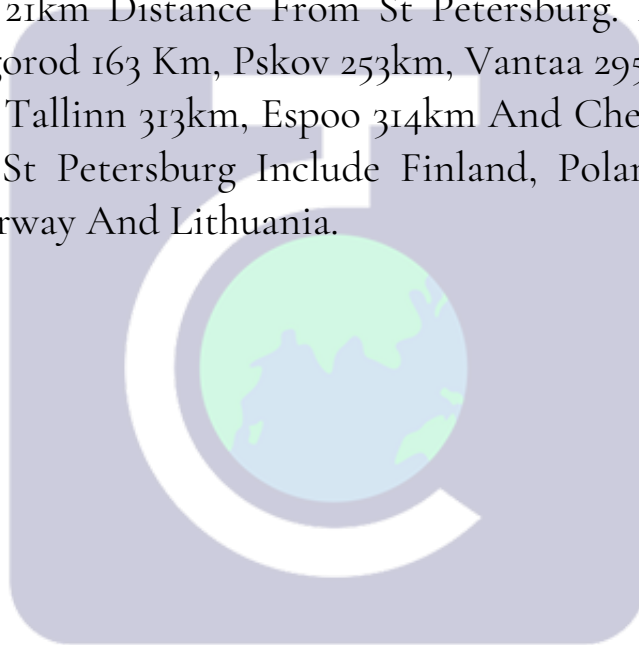 21km Distance From St Petersburg.
163 Km, Pskov 253km, Vantaa
Tallinn 313km, Espoo 314km And
St Petersburg Include Finland,
And Lithuania.